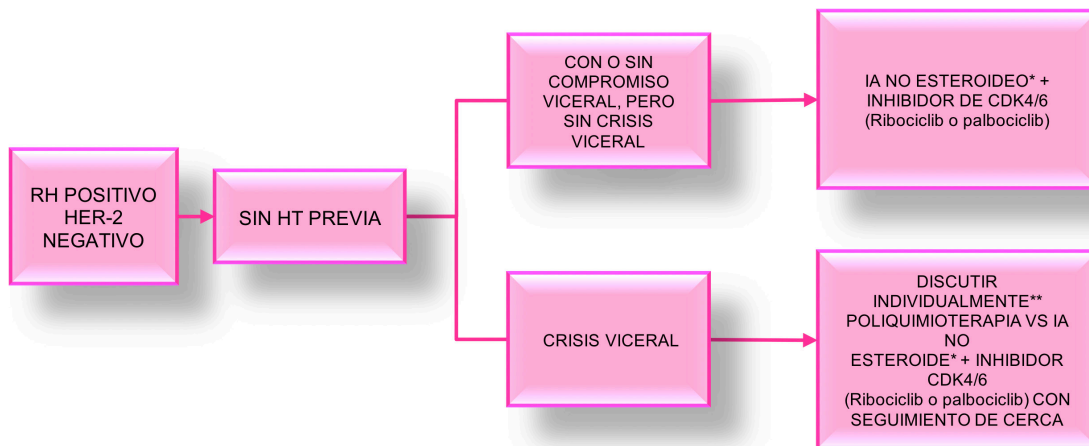 RH POSITIVO
HER-2
NEGATIVO
SIN HT PREVIA
CON O SIN
COMPROMISO
VICERAL, PERO
SIN CRISIS
VICERAL
IA NO ESTEROIDEO* +
INHIBIDOR DE CDK4/6
(Ribociclib o palbociclib)
CRISIS VICERAL
DISCUTIR
INDIVIDUALMENTE**
POLIQUIMIOTERAPIA VS IA
NO
ESTEROIDE* + INHIBIDOR
CDK4/6
(Ribociclib o palbociclib) CON
SEGUIMIENTO DE CERCA